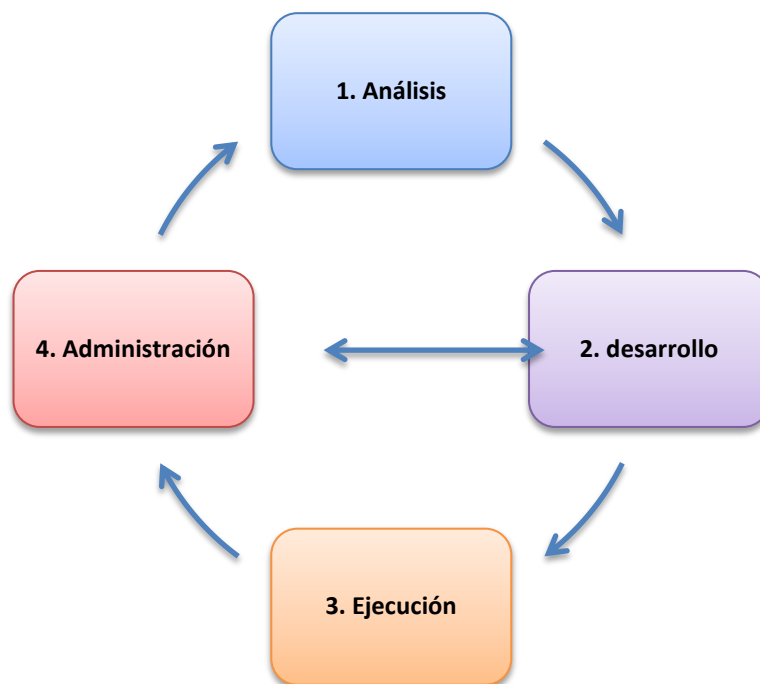 1. Análisis
4. Administración
2. desarrollo
3. Ejecución